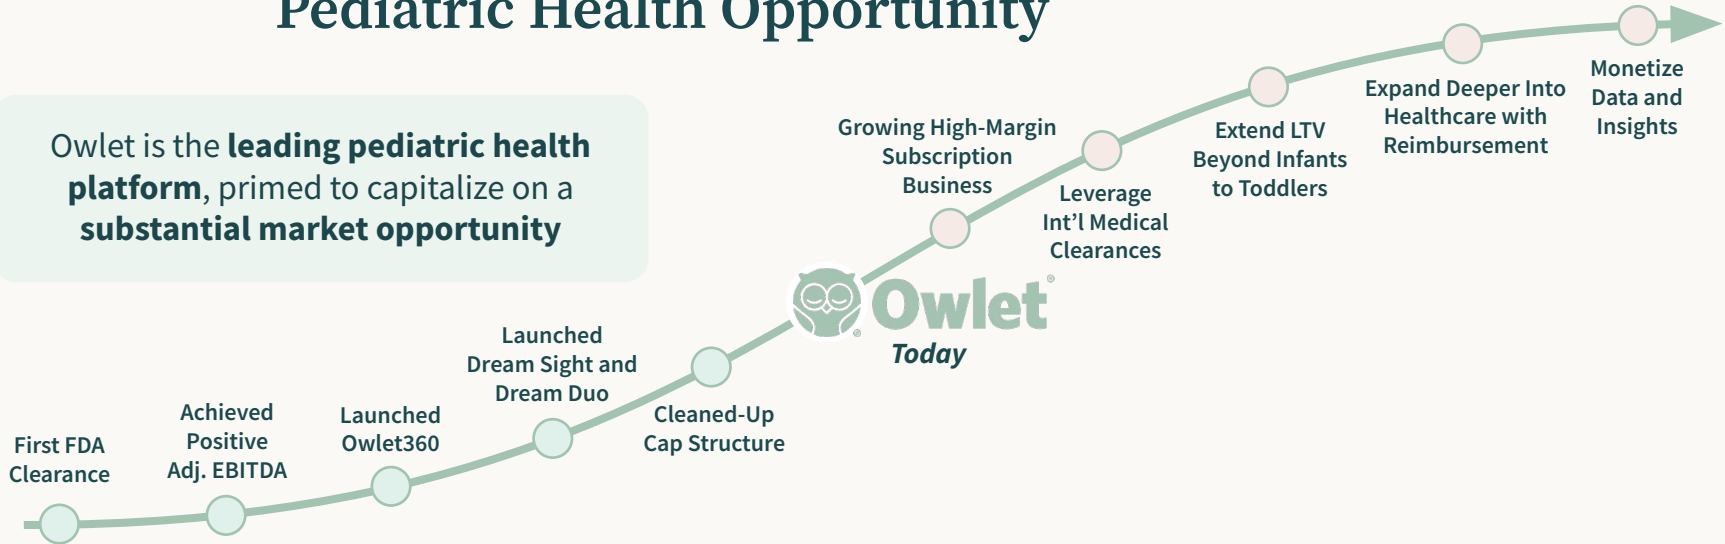 Pediatric Health Opportunity
Owlet is the leading pediatric health
platform, primed to capitalize on a
substantial market opportunity
First FDA
Clearance
Achieved
Positive
Adj. EBITDA
Launched
Owlet360
Launched
Dream Sight and
Dream Duo
Cleaned-Up
Cap Structure
Owlet®
Today
Growing High-Margin
Subscription
Business
Leverage
Int’l Medical
Clearances
Extend LTV
Beyond Infants
to Toddlers
Expand Deeper Into
Healthcare with
Reimbursement
Monetize
Data and
Insights